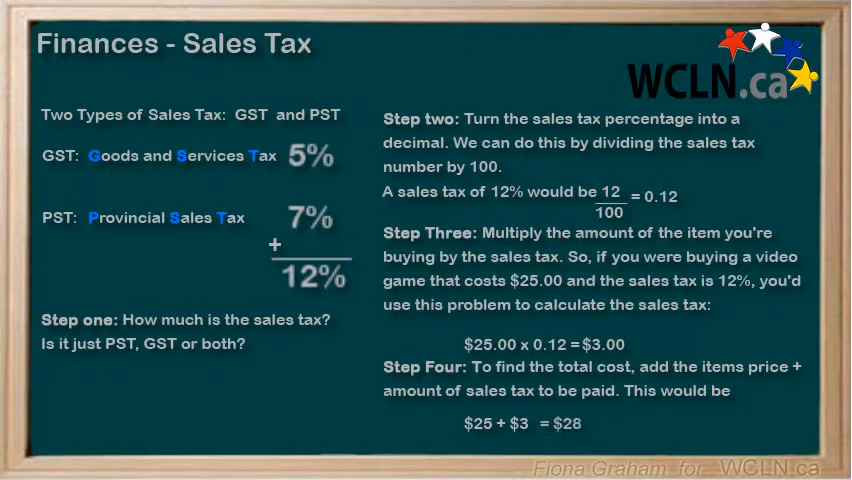 Finances - Sales Tax
WCLN.ca
Two Types of Sales Tax: GST and PST
GST: Goods and Services Tax 5%
PST: Provincial Sales Tax 7%
+
12%
Step one: How much is the sales tax?
Is it just PST, GST or both?
Step two: Turn the sales tax percentage into a
decimal. We can do this by dividing the sales tax
number by 100.
A sales tax of 12% would be 12 = 0.12
100
Step Three: Multiply the amount of the item you're
buying by the sales tax. So, if you were buying a video
game that costs $25.00 and the sales tax is 12%, you'd
use this problem to calculate the sales tax:
$25.00 x 0.12 = $3.00
Step Four: To find the total cost, add the items price +
amount of sales tax to be paid. This would be
$25 + $3 = $28
Fiona Graham for WCLN.ca